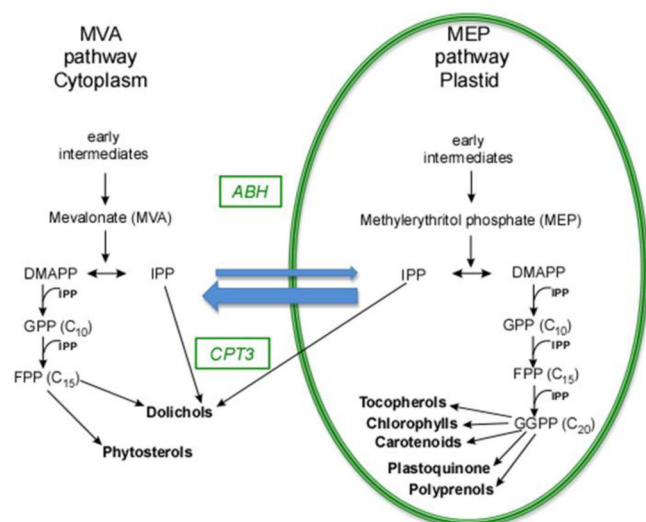 MVA
pathway
Cytoplasm
early
intermediates
Mevalonate (MVA)
DMAPP
IPP
IPP
GPP (C10)
IPP
FPP (C15)
Dolichols
Phytosterols
ABH
CPT3
MEP
pathway
Plastid
early
intermediates
Methylerythritol phosphate (MEP)
IPP
DMAPP
IPP
GPP (C10)
IPP
FPP (C15)
IPP
GGPP (C20)
Tocopherols
Chlorophylls
Carotenoids
Plastoquinone
Polyprenols